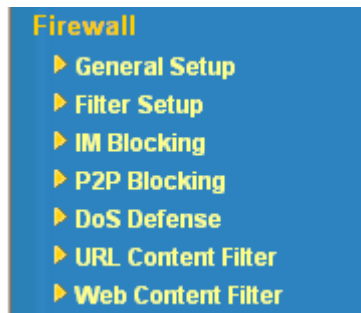 Firewall
General Setup
Filter Setup
IM Blocking
P2P Blocking
DoS Defense
URL Content Filter
Web Content Filter